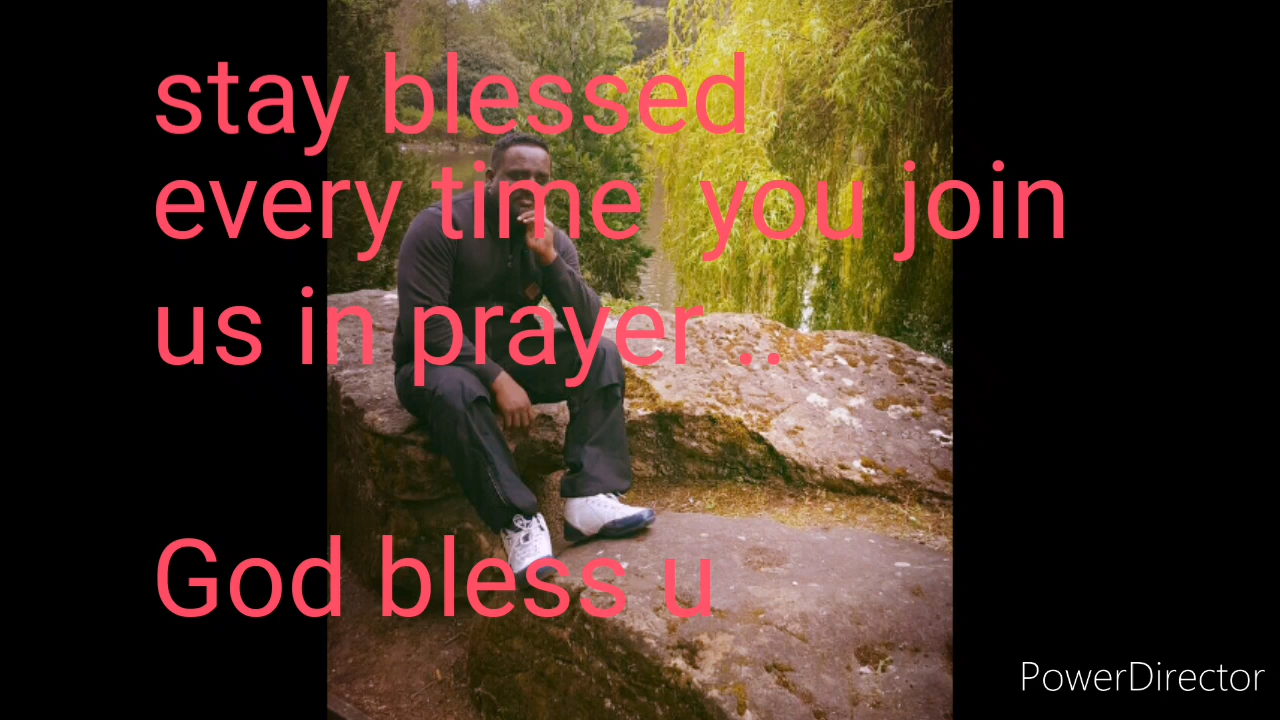 stay blessed
every time  you join
us in prayer ..
God bless u
PowerDirector